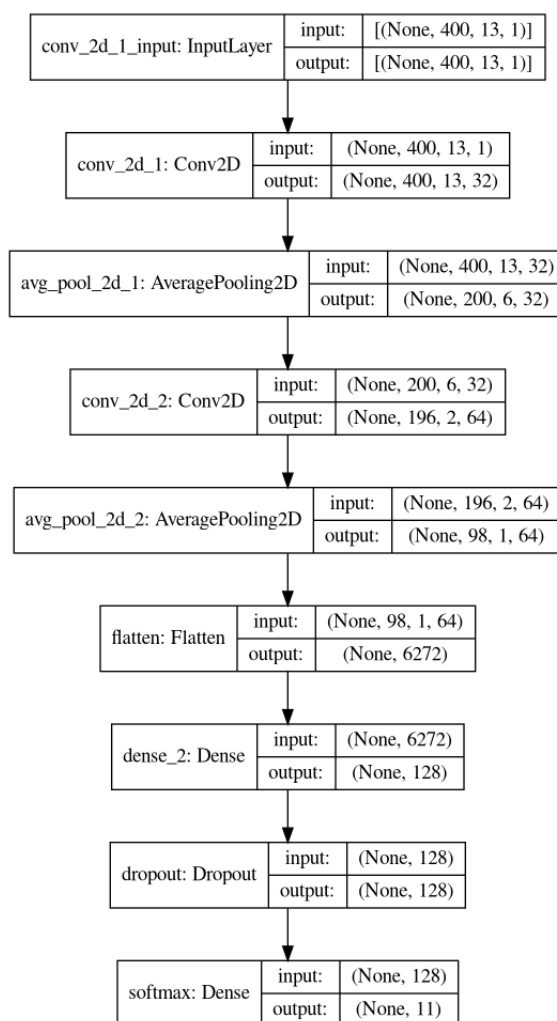 conv_2d_1_input: InputLayer
input: [(None, 400, 13, 1)]
output: [(None, 400, 13, 1)]
conv_2d_1: Conv2D
input: (None, 400, 13, 1)
output: (None, 400, 13, 32)
avg_pool_2d_1: AveragePooling2D
input: (None, 400, 13, 32)
output: (None, 200, 6, 32)
conv_2d_2: Conv2D
input: (None, 200, 6, 32)
output: (None, 196, 2, 64)
avg_pool_2d_2: AveragePooling2D
input: (None, 196, 2, 64)
output: (None, 98, 1, 64)
flatten: Flatten
input: (None, 98, 1, 64)
output: (None, 6272)
dense_2: Dense
input: (None, 6272)
output: (None, 128)
dropout: Dropout
input: (None, 128)
output: (None, 128)
softmax: Dense
input: (None, 128)
output: (None, 11)